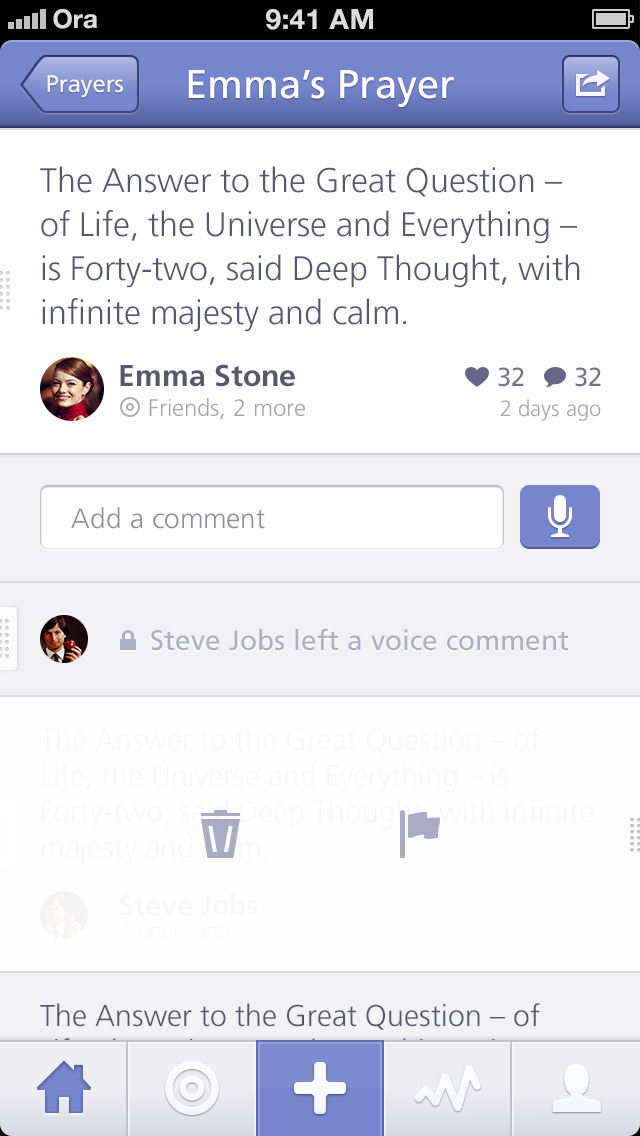 Ora 9:41 AM
Prayers Emma's Prayer
The Answer to the Great Question –
of Life, the Universe and Everything –
is Forty-two, said Deep Thought, with
infinite majesty and calm.
Emma Stone 32 32
Friends, 2 more 2 days ago
Add a comment
Steve Jobs left a voice comment
The Answer to the Great Question – of
Life, the Universe and Everything – is
Forty-two, said Deep Thought, with infinite
majesty and
Steve Jobs
2 hours ago
The Answer to the Great Question – of